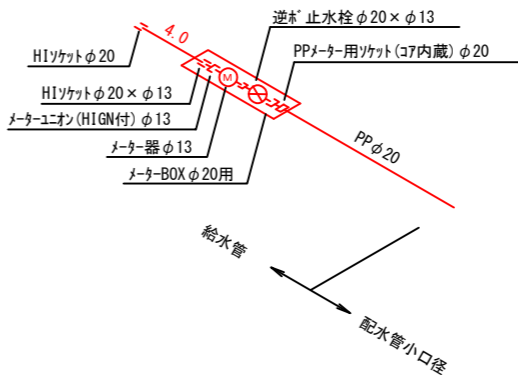 逆ボ止水栓φ20×φ13
4.0
HIソケットφ20
PPメーター用ソケット(コア内蔵)φ20
HIソケットφ20×φ13
M
メーターユニオン(HIGN付)φ13
メーター器φ13
メーターBOXφ20用
PPφ20
給水管
配水管小口径